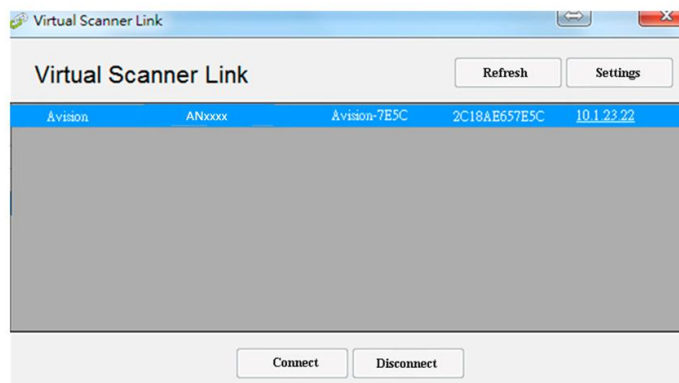 Virtual Scanner Link
Virtual Scanner Link Refresh Settings
Avision ANxxxx Avision-7E5C 2C18AE657E5C 10.1.23.22
Connect Disconnect